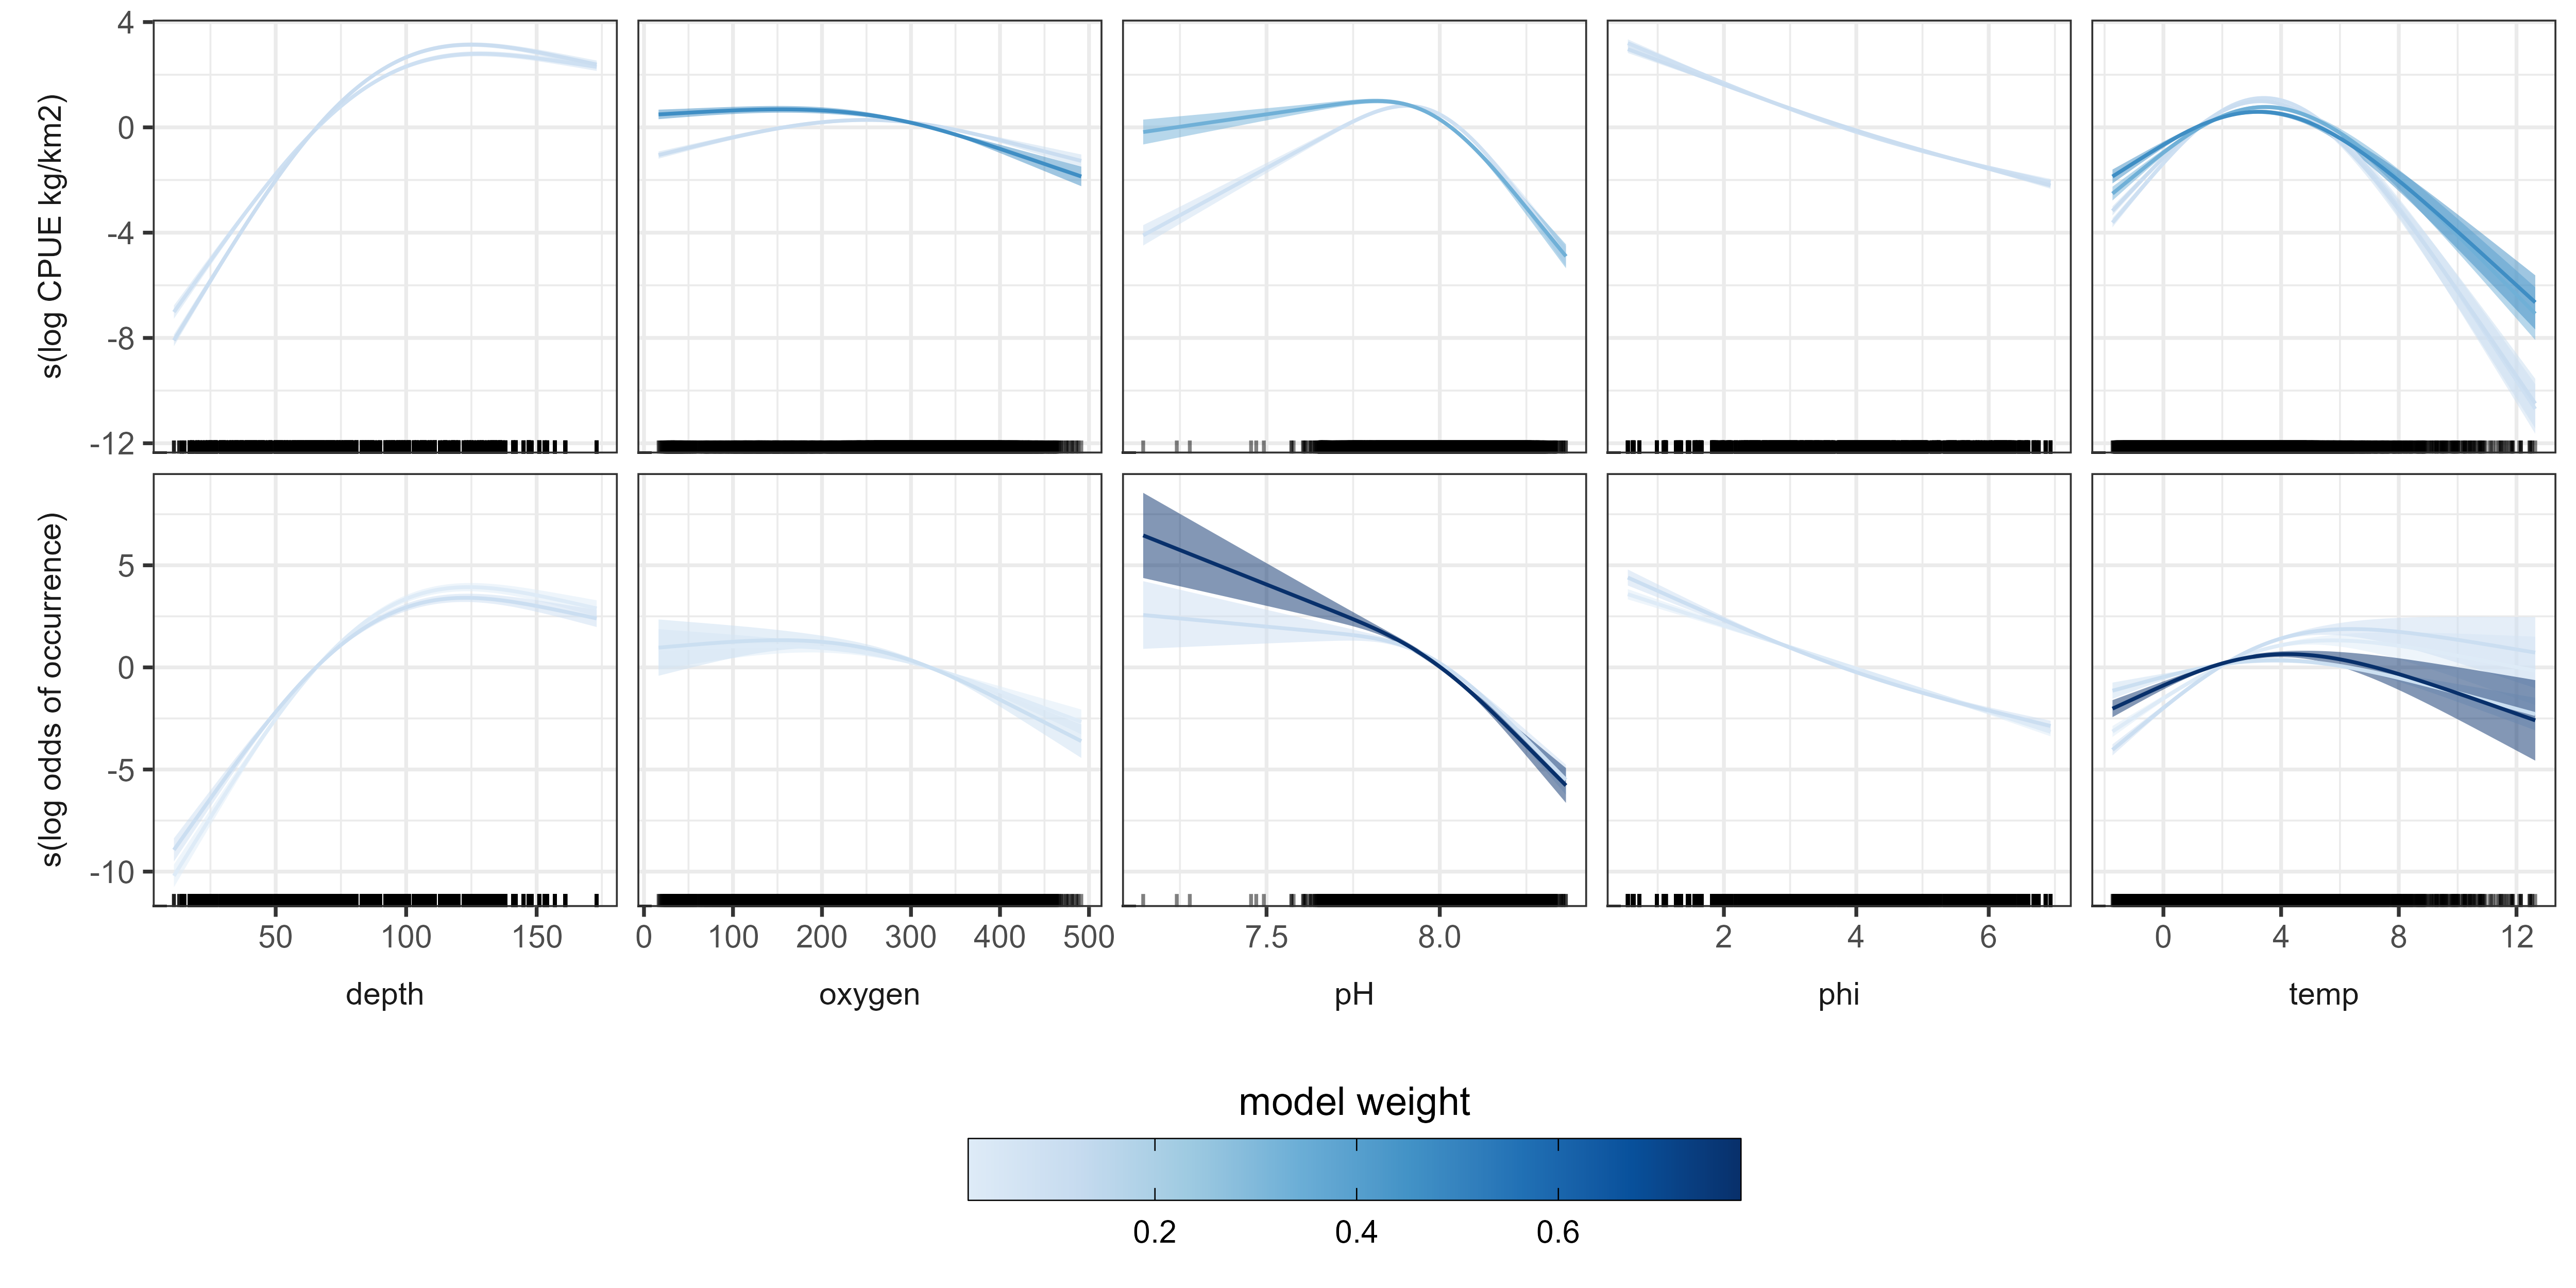 s(log CPUE kg/km2)
4
0
-4
-8
-12
s(log odds of occurrence)
5
0
-5
-10
50 100 150 0 100 200 300 400 500 7.5 8.0 2 4 6 0 4 8 12
depth oxygen pH phi temp
model weight
0.2 0.4 0.6